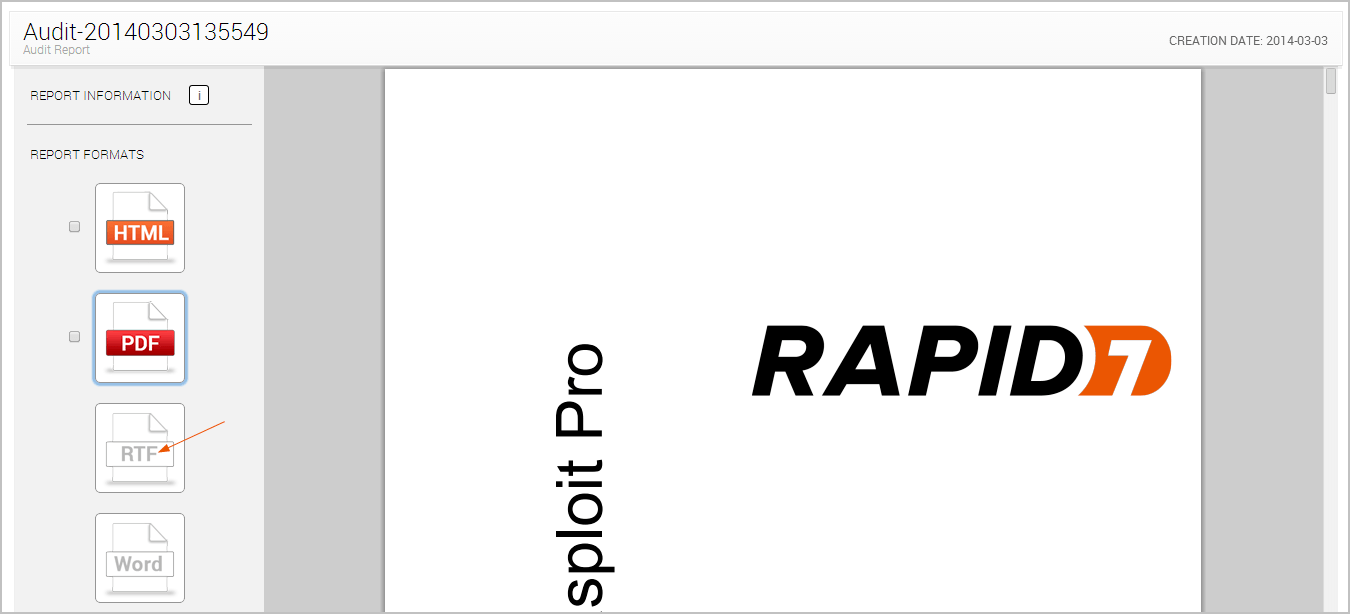 Audit-20140303135549
Audit Report
CREATION DATE: 2014-03-03
REPORT INFORMATION i
REPORT FORMATS
HTML
PDF
RTF
Word
sploit Pro
RAPID7